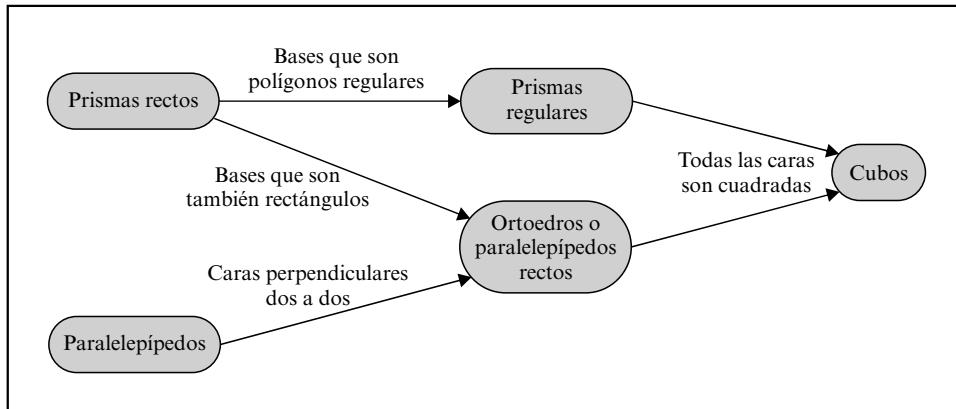 Bases que son
polígonos regulares
Prismas rectos
Prismas
regulares
Todas las caras
son cuadradas
Cubos
Bases que son
también rectángulos
Ortoedros o
paralelepípedos
rectos
Caras perpendiculares
dos a dos
Paralelepípedos